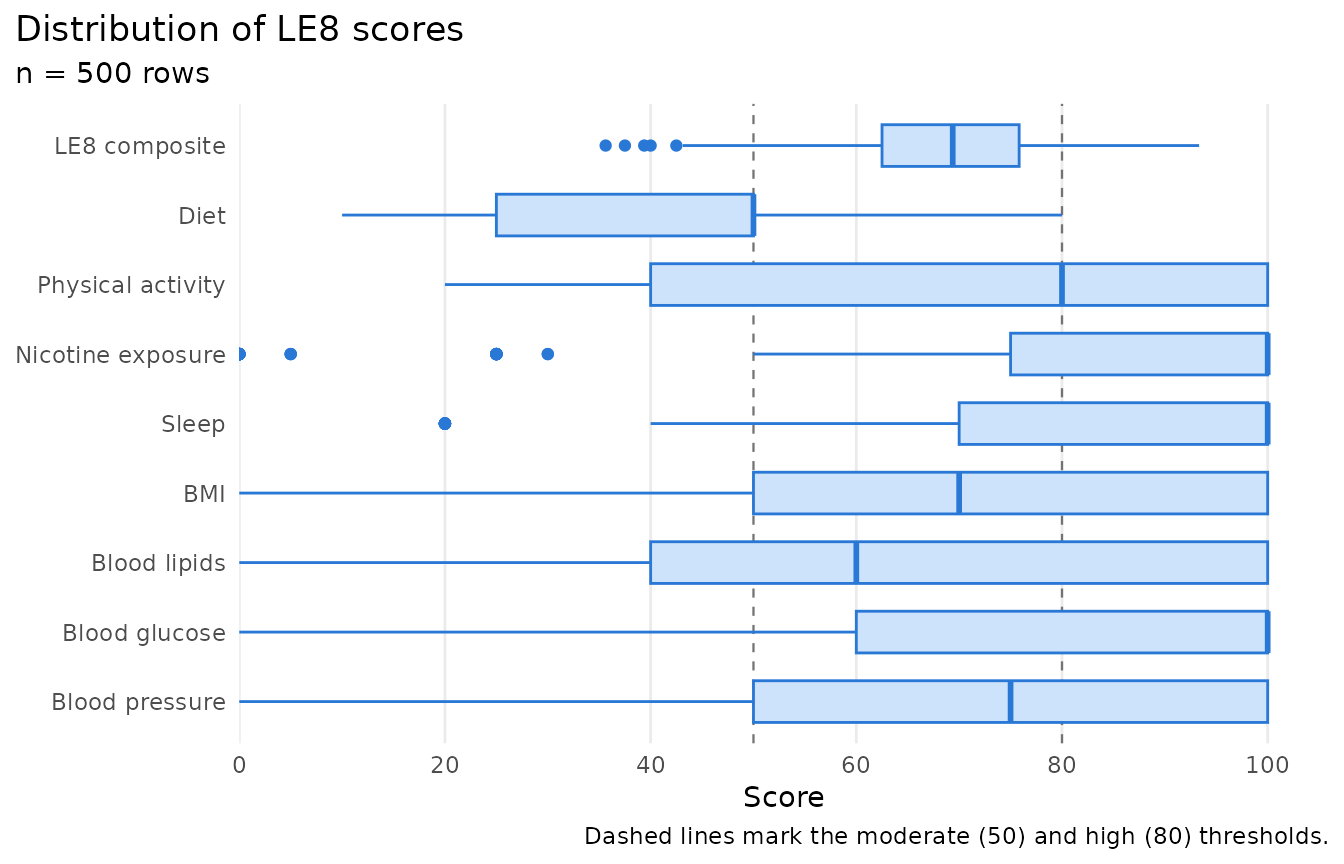 Distribution of LE8 scores
n = 500 rows
LE8 composite
Diet
Physical activity
Nicotine exposure
Sleep
BMI
Blood lipids
Blood glucose
Blood pressure
0 20 40 60 80 100
Score
Dashed lines mark the moderate (50) and high (80) thresholds.